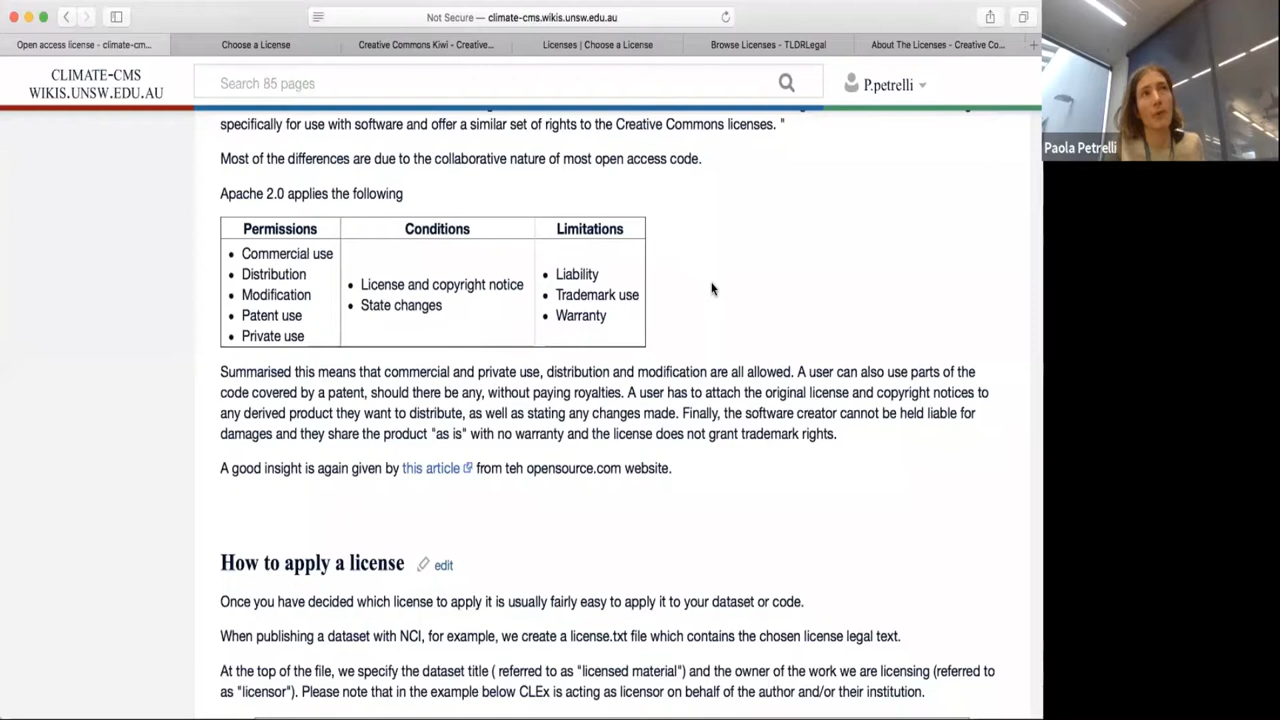 Not Secure — climate-cms.wikis.unsw.edu.au
Open access license - climate-cm...
Choose a License
Creative Commons Kiwi - Creative...
Licenses | Choose a License
Browse Licenses - TLDRLegal
About The Licenses - Creative Co...
+
CLIMATE-CMS
WIKIS.UNSW.EDU.AU
Search 85 pages
P.petrelli
Paola Petrelli
specifically for use with software and offer a similar set of rights to the Creative Commons licenses. "
Most of the differences are due to the collaborative nature of most open access code.
Apache 2.0 applies the following
Permissions
Conditions
Limitations
• Commercial use
• Distribution
• Modification
• Patent use
• Private use
• License and copyright notice
• State changes
• Liability
• Trademark use
• Warranty
Summarised this means that commercial and private use, distribution and modification are all allowed. A user can also use parts of the
code covered by a patent, should there be any, without paying royalties. A user has to attach the original license and copyright notices to
any derived product they want to distribute, as well as stating any changes made. Finally, the software creator cannot be held liable for
damages and they share the product "as is" with no warranty and the license does not grant trademark rights.
A good insight is again given by this article from teh opensource.com website.
How to apply a license edit
Once you have decided which license to apply it is usually fairly easy to apply it to your dataset or code.
When publishing a dataset with NCI, for example, we create a license.txt file which contains the chosen license legal text.
At the top of the file, we specify the dataset title ( referred to as "licensed material") and the owner of the work we are licensing (referred to
as "licensor"). Please note that in the example below CLEx is acting as licensor on behalf of the author and/or their institution.